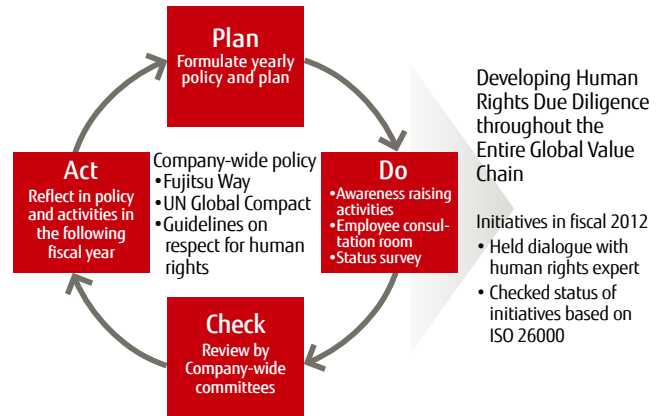 Plan
Formulate yearly
policy and plan
Act
Reflect in policy
and activities in
the following
fiscal year
Company-wide policy
•Fujitsu Way
•UN Global Compact
•Guidelines on
respect for human
rights
Do
•Awareness raising
activities
•Employee consul-
tation room
•Status survey
Check
Review by
Company-wide
committees
Developing Human
Rights Due Diligence
throughout the
Entire Global Value
Chain
Initiatives in fiscal 2012
• Held dialogue with
human rights expert
• Checked status of
initiatives based on
ISO 26000